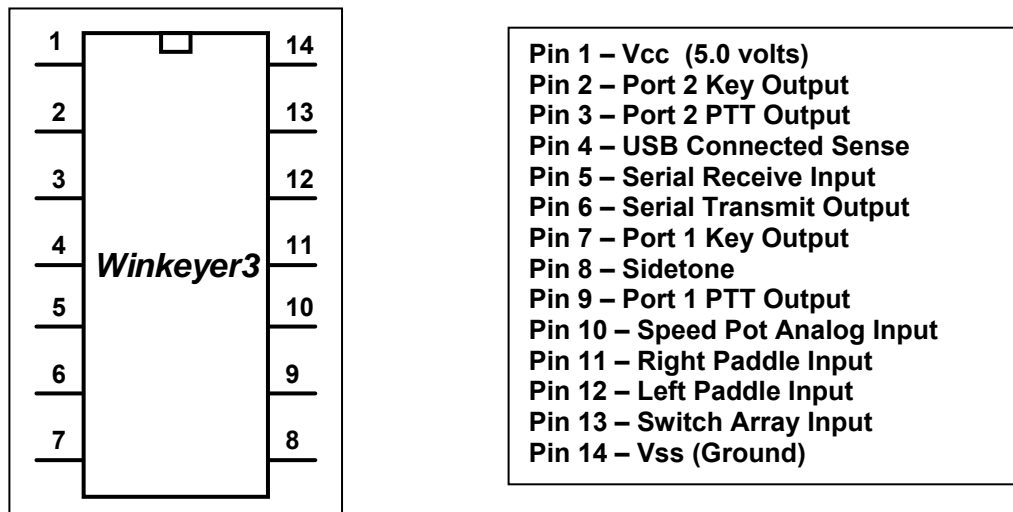 1 14
2 13
3 12
4 11
Winkeyer3
5 10
6 9
7 8
Pin 1 – Vcc (5.0 volts)
Pin 2 – Port 2 Key Output
Pin 3 – Port 2 PTT Output
Pin 4 – USB Connected Sense
Pin 5 – Serial Receive Input
Pin 6 – Serial Transmit Output
Pin 7 – Port 1 Key Output
Pin 8 – Sidetone
Pin 9 – Port 1 PTT Output
Pin 10 – Speed Pot Analog Input
Pin 11 – Right Paddle Input
Pin 12 – Left Paddle Input
Pin 13 – Switch Array Input
Pin 14 – Vss (Ground)